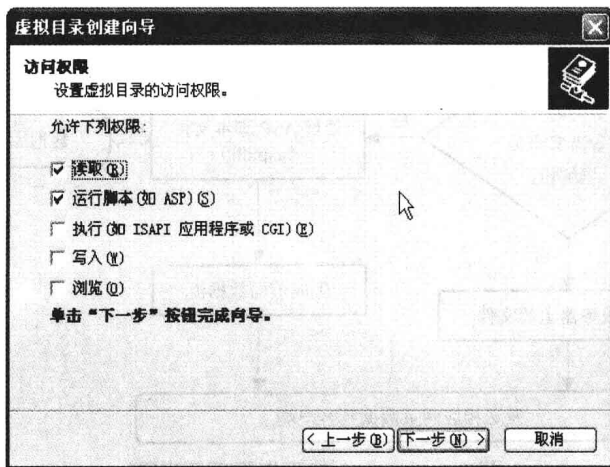 虚拟目录创建向导
访问权限
设置虚拟目录的访问权限。
允许下列权限:
读取(R)
运行脚本(如 ASP)(S)
执行(如 ISAPI 应用程序或 CGI)(E)
写入(W)
浏览(O)
单击“下一步”按钮完成向导。
< 上一步(B) 下一步(N) > 取消